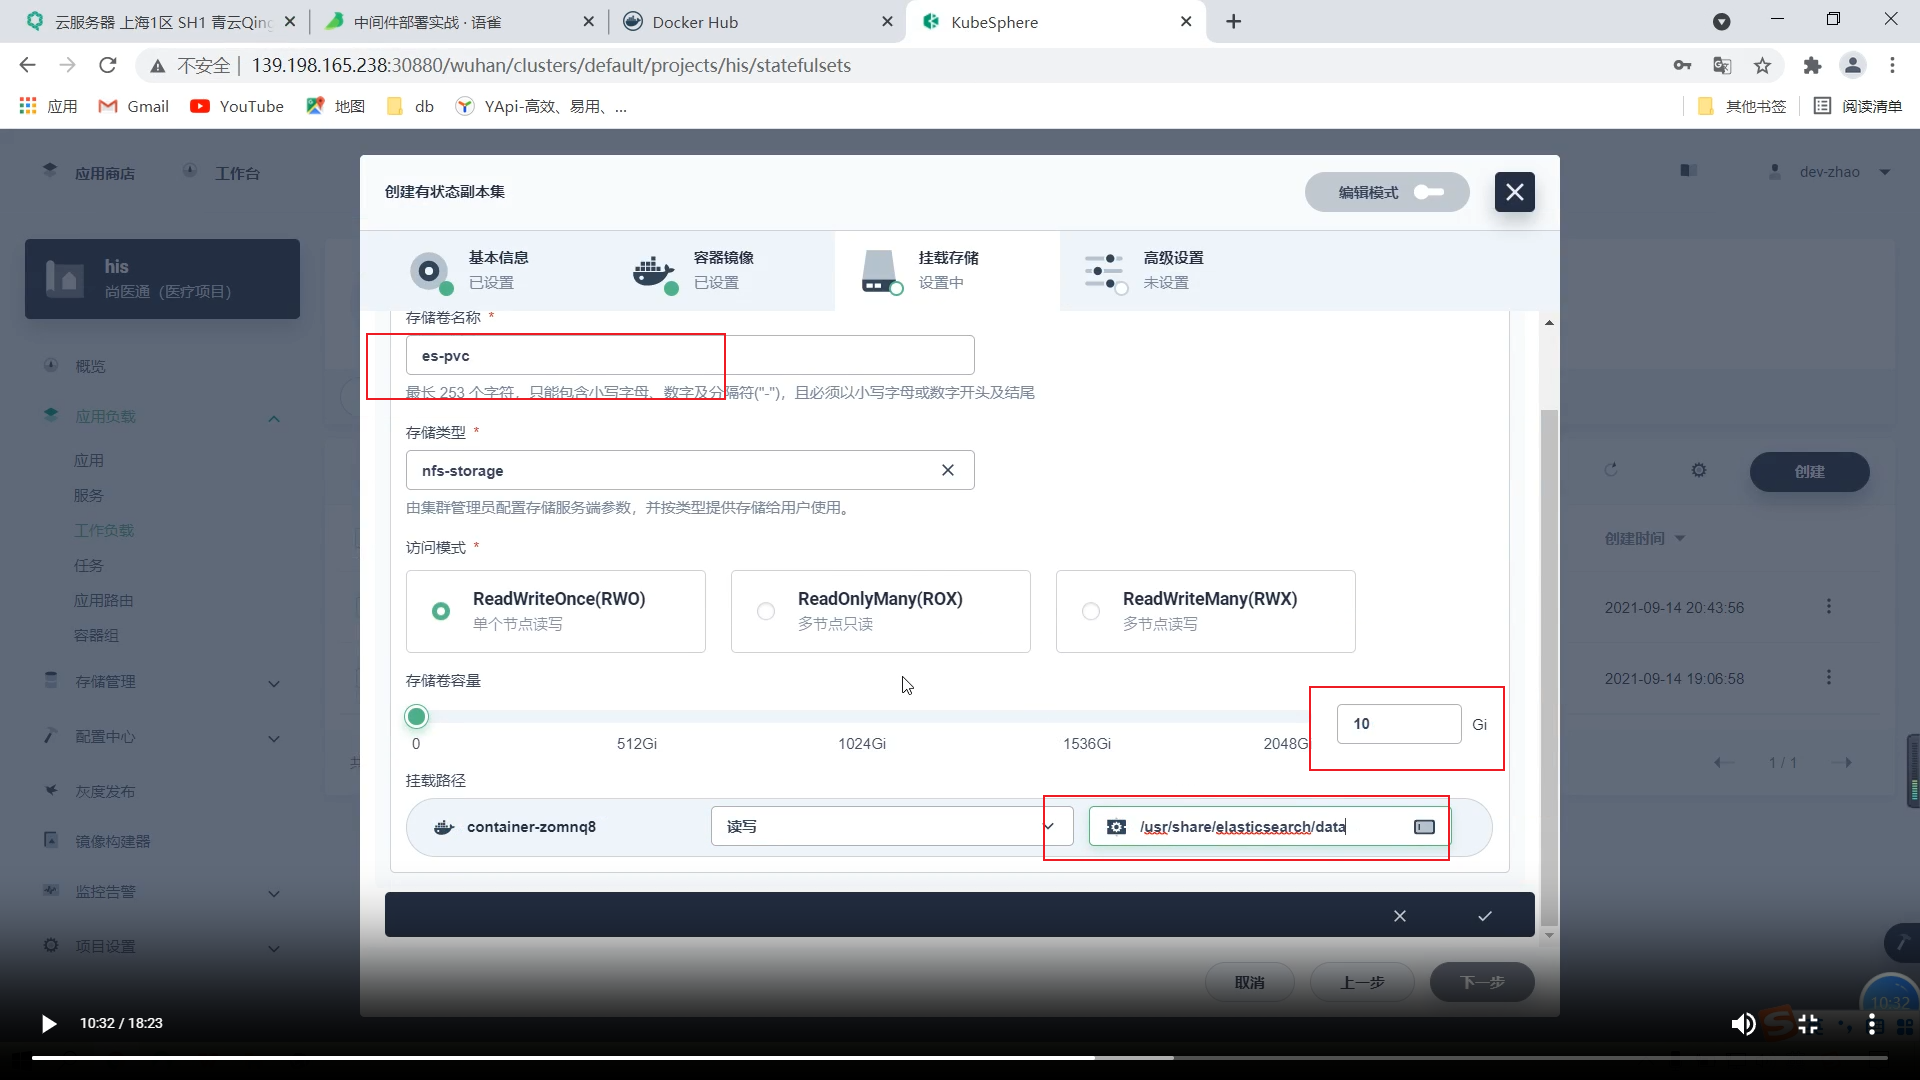 云服务器 上海1区 SH1 青云Qing
中间件部署实战 · 语雀
Docker Hub
KubeSphere
不安全
139.198.165.238:30880/wuhan/clusters/default/projects/his/statefulsets
应用
Gmail
YouTube
地图
db
YApi-高效、易用、...
其他书签
阅读清单
应用商店
工作台
dev-zhao
创建有状态副本集
编辑模式
his
尚医通（医疗项目）
基本信息
已设置
容器镜像
已设置
挂载存储
设置中
高级设置
未设置
概览
应用负载
应用
服务
工作负载
任务
应用路由
容器组
存储管理
配置中心
灰度发布
镜像构建器
监控告警
项目设置
存储卷名称 *
es-pvc
最长 253 个字符，只能包含小写字母、数字及分隔符("-")，且必须以小写字母或数字开头及结尾
存储类型 *
nfs-storage
由集群管理员配置存储服务端参数，并按类型提供存储给用户使用。
访问模式 *
ReadWriteOnce(RWO)
单个节点读写
ReadOnlyMany(ROX)
多节点只读
ReadWriteMany(RWX)
多节点读写
存储卷容量
0
512Gi
1024Gi
1536Gi
2048G
10
Gi
挂载路径
container-zomnq8
读写
/usr/share/elasticsearch/data
取消
上一步
下一步
创建
创建时间
2021-09-14 20:43:56
2021-09-14 19:06:58
1 / 1
共
10:32
10:32 / 18:23